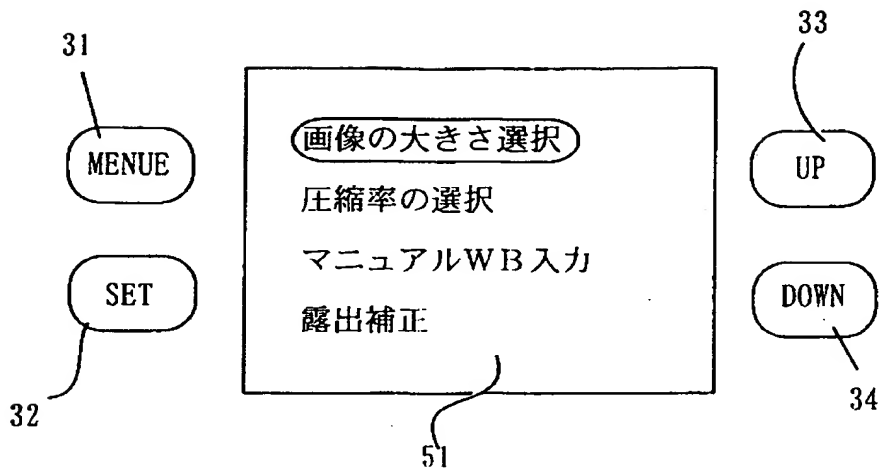 31
33
MENUE
画像の大きさ選択
UP
圧縮率の選択
マニュアルWB入力
SET
DOWN
露出補正
32
34
51